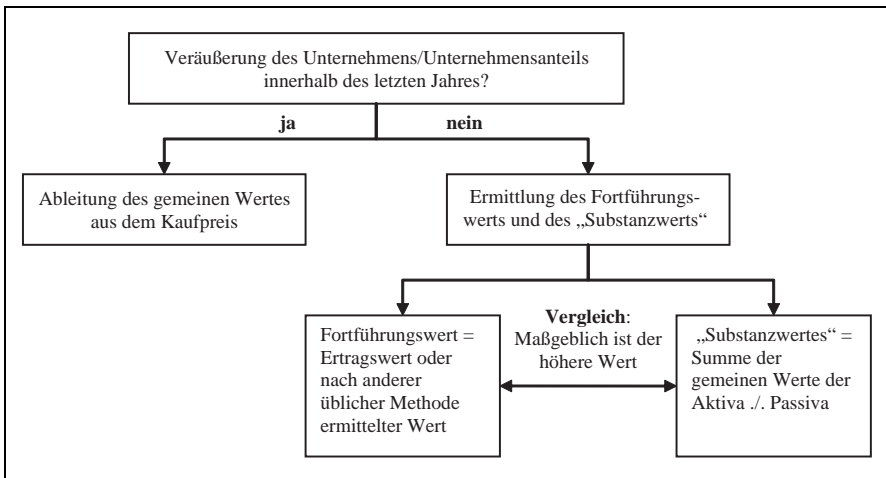 Veräußerung des Unternehmens/Unternehmensanteils
innerhalb des letzten Jahres?
ja
nein
Ableitung des gemeinen Wertes
aus dem Kaufpreis
Ermittlung des Fortführungs-
werts und des „Substanzwerts“
Fortführungswert =
Ertragswert oder
nach anderer
üblicher Methode
ermittelter Wert
Vergleich:
Maßgeblich ist der
höhere Wert
„Substanzwertes“ =
Summe der
gemeinen Werte der
Aktiva ./. Passiva